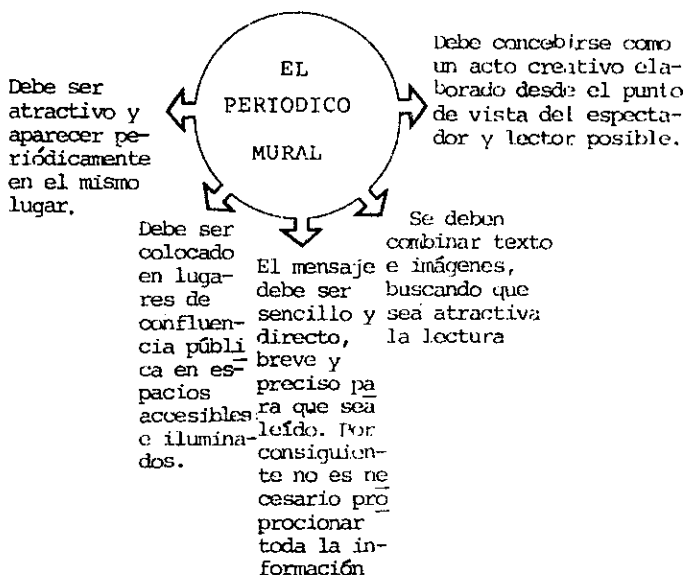 EL
PERIODICO
MURAL
Debe ser
atractivo y
aparecer pe-
riódicamente
en el mismo
lugar.
Debe ser
colocado
en luga-
res de
confluen-
cia públi
ca en es-
pacios
accesibles
e ilumina-
dos.
El mensaje
debe ser
sencillo y
directo,
breve y
preciso pa
ra que sea
leído. Por
consiguien-
te no es ne
cesario pro
procionar
toda la in-
formación
Se deben
combinar texto
e imágenes,
buscando que
sea atractiva
la lectura
Debe concebirse como
un acto creativo ela-
borado desde el punto
de vista del especta-
dor y lector posible.